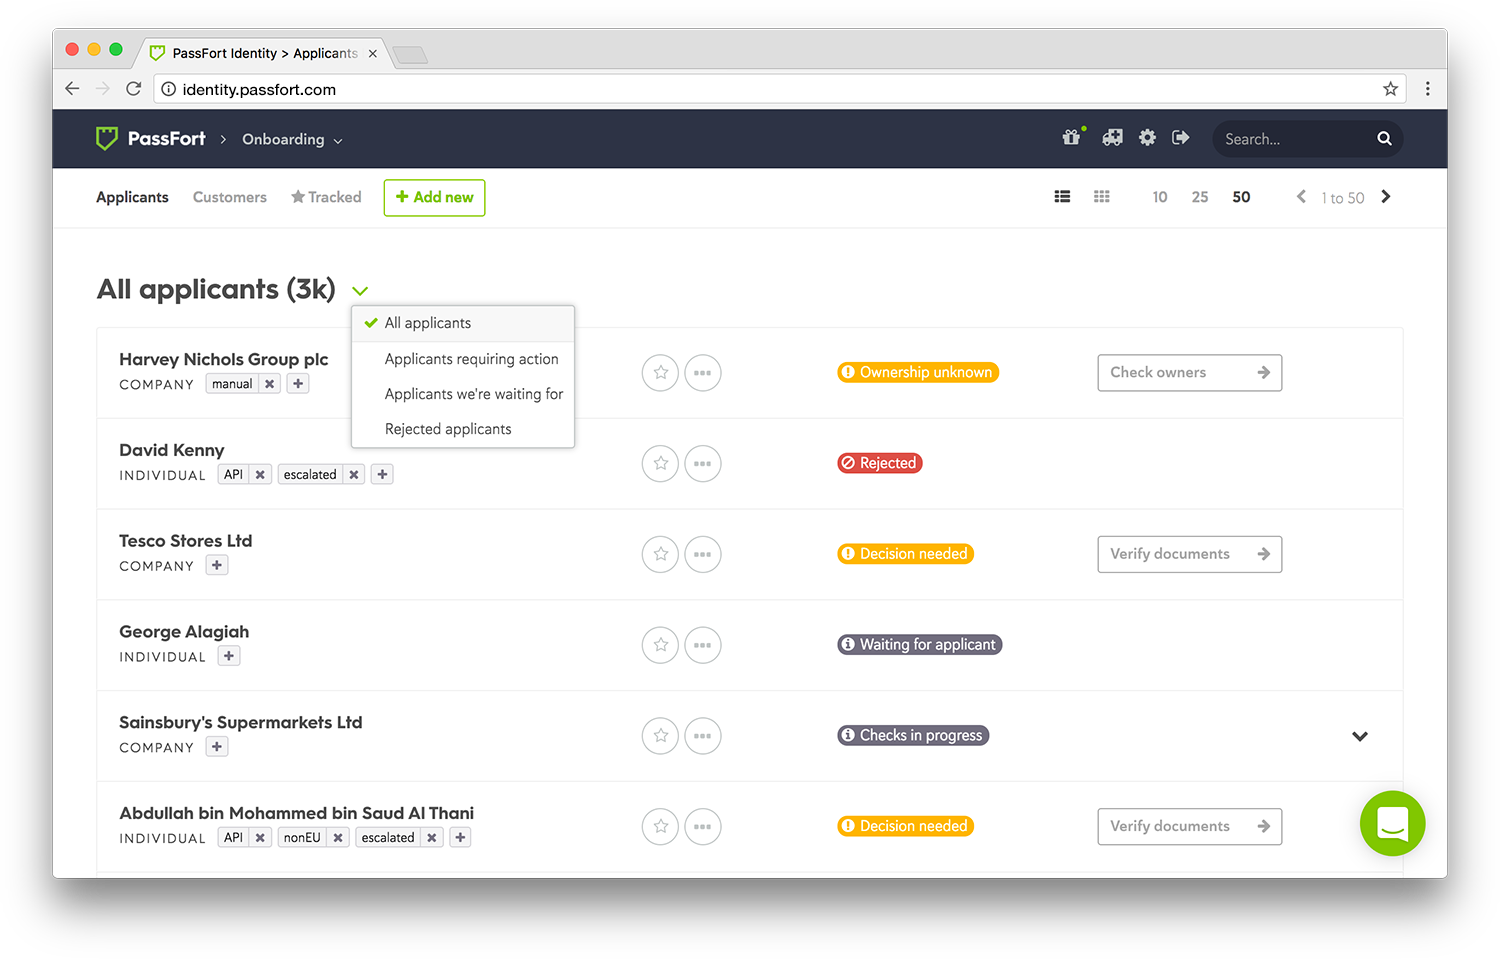 PassFort Identity > Applicants
identity.passfort.com
PassFort > Onboarding
Search...
Applicants Customers Tracked + Add new 10 25 50 1 to 50
All applicants (3k)
All applicants
Applicants requiring action
Applicants we're waiting for
Rejected applicants
Harvey Nichols Group plc
COMPANY manual
Ownership unknown
Check owners
David Kenny
INDIVIDUAL API escalated
Rejected
Tesco Stores Ltd
COMPANY
Decision needed
Verify documents
George Alagiah
INDIVIDUAL
Waiting for applicant
Sainsbury's Supermarkets Ltd
COMPANY
Checks in progress
Abdullah bin Mohammed bin Saud Al Thani
INDIVIDUAL API nonEU escalated
Decision needed
Verify documents